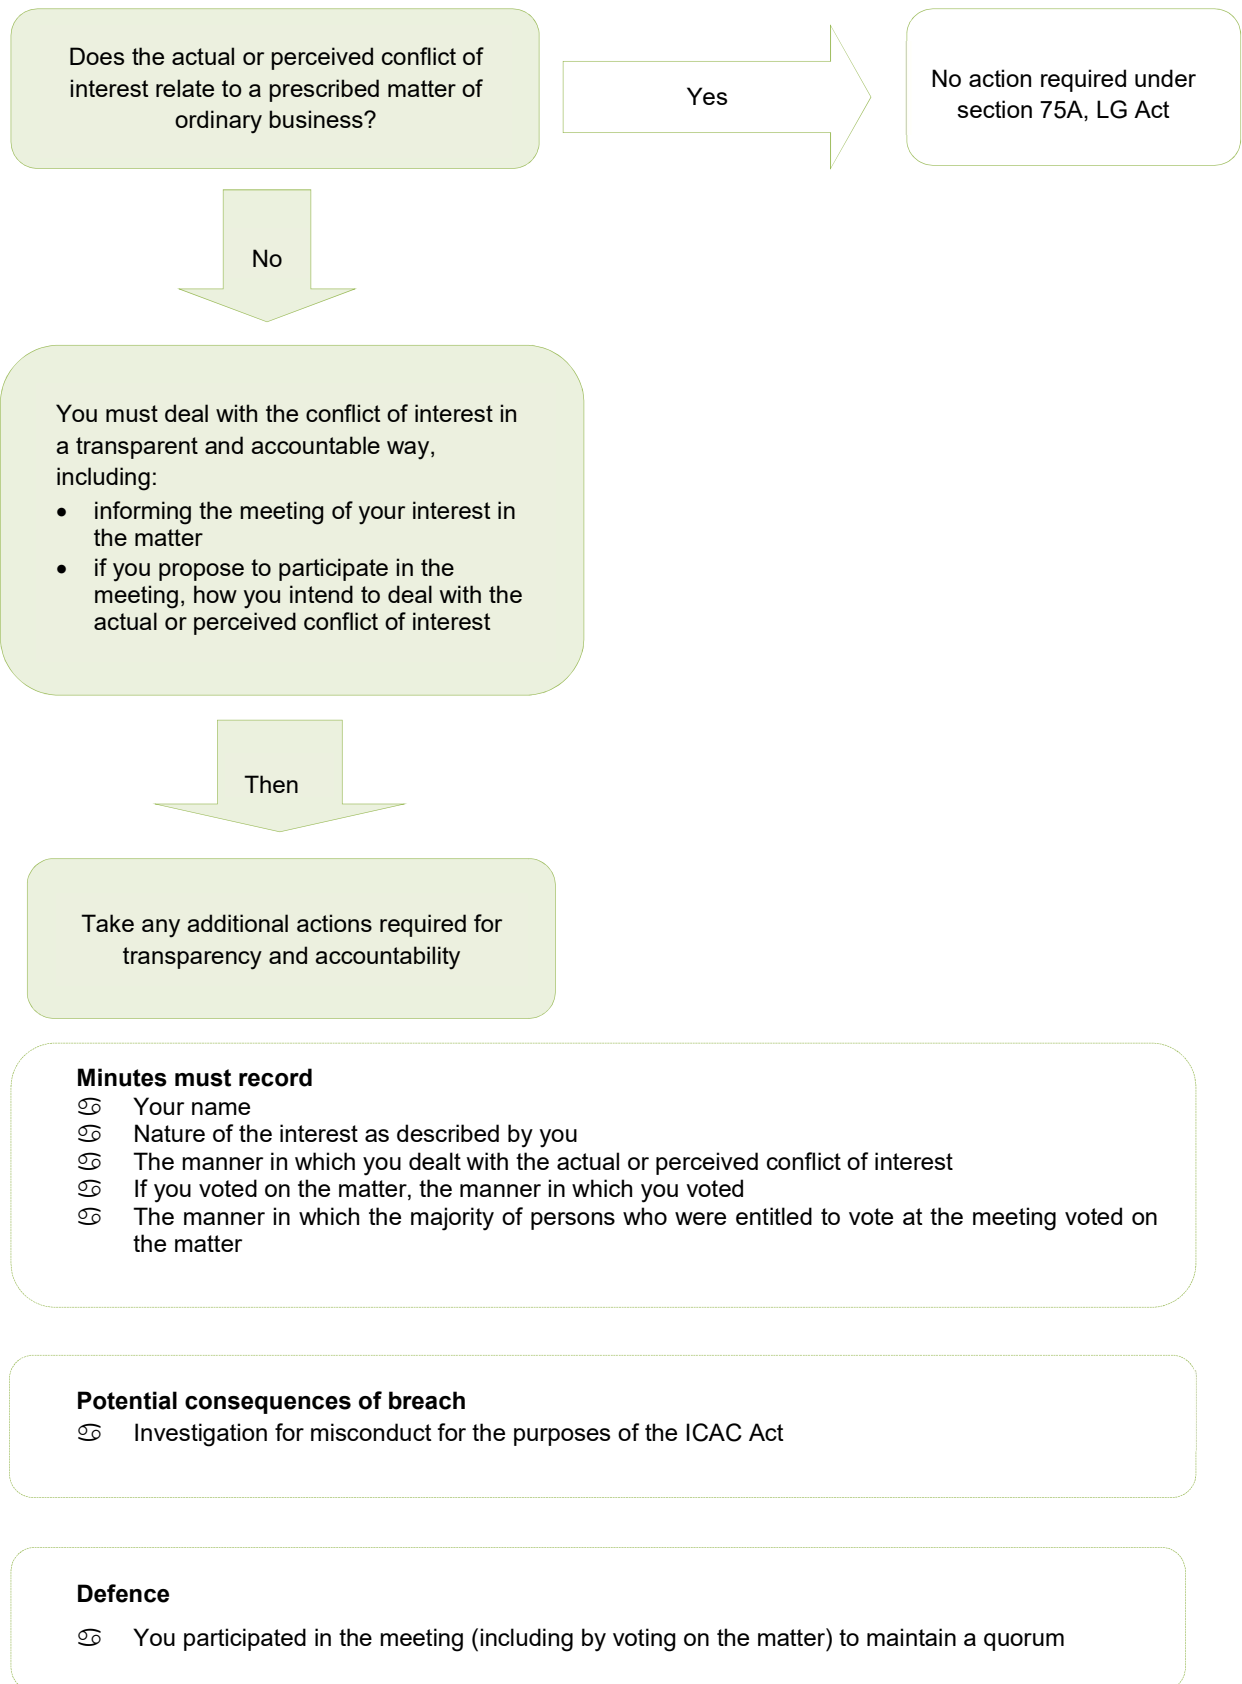 Does the actual or perceived conflict of
interest relate to a prescribed matter of
ordinary business?
Yes
No action required under
section 75A, LG Act
No
You must deal with the conflict of interest in
a transparent and accountable way,
including:
• informing the meeting of your interest in
the matter
• if you propose to participate in the
meeting, how you intend to deal with the
actual or perceived conflict of interest
Then
Take any additional actions required for
transparency and accountability
Minutes must record
♋ Your name
♋ Nature of the interest as described by you
♋ The manner in which you dealt with the actual or perceived conflict of interest
♋ If you voted on the matter, the manner in which you voted
♋ The manner in which the majority of persons who were entitled to vote at the meeting voted on
the matter
Potential consequences of breach
♋ Investigation for misconduct for the purposes of the ICAC Act
Defence
♋ You participated in the meeting (including by voting on the matter) to maintain a quorum